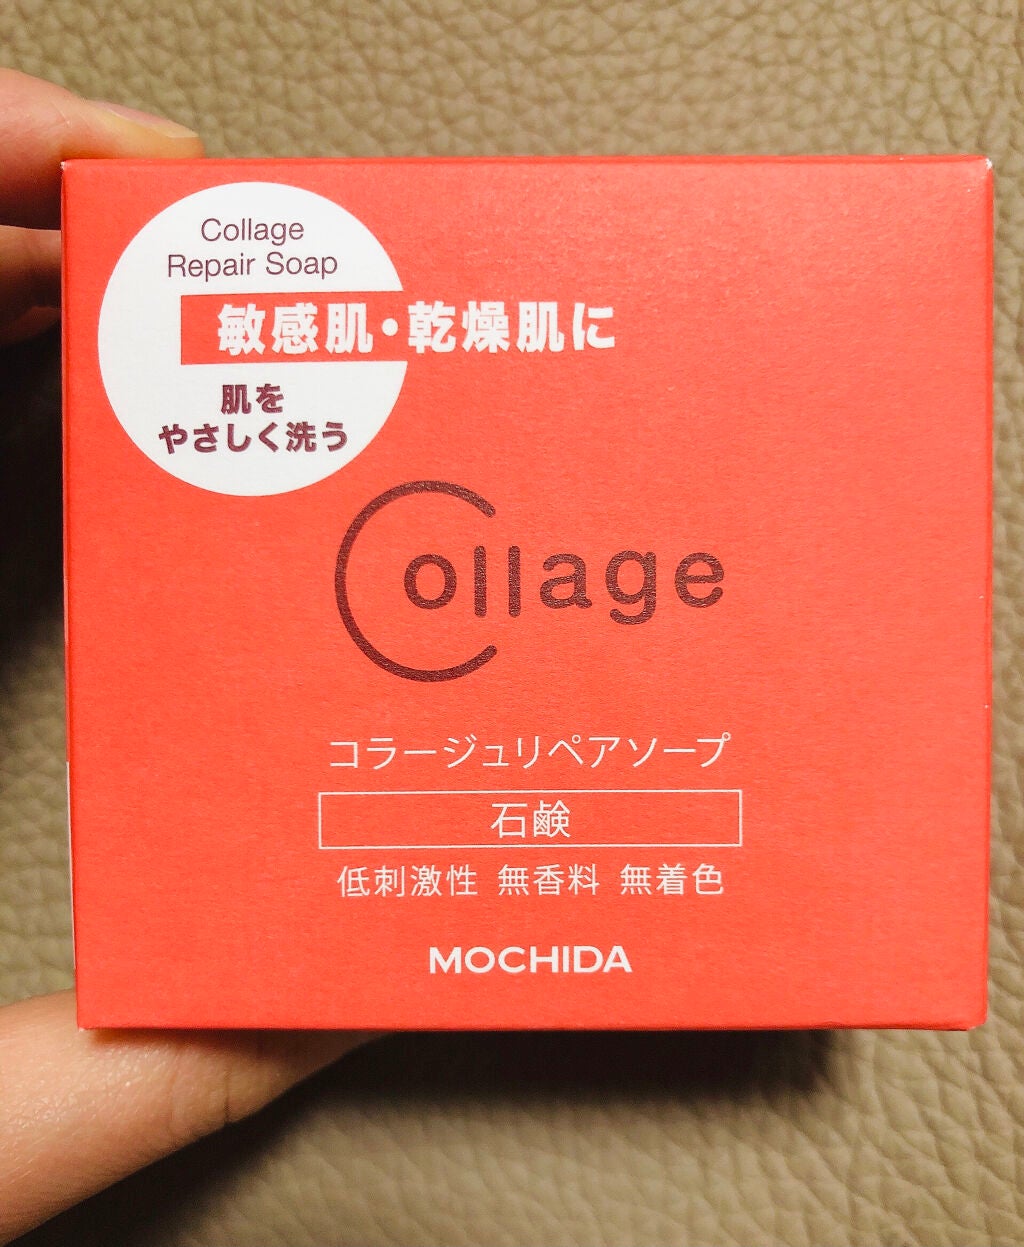 Collage
Repair Soap
敏感肌・乾燥肌に
肌を
やさしく洗う
Collage
コラージュリペアソープ
石鹸
低刺激性 無香料 無着色
MOCHIDA